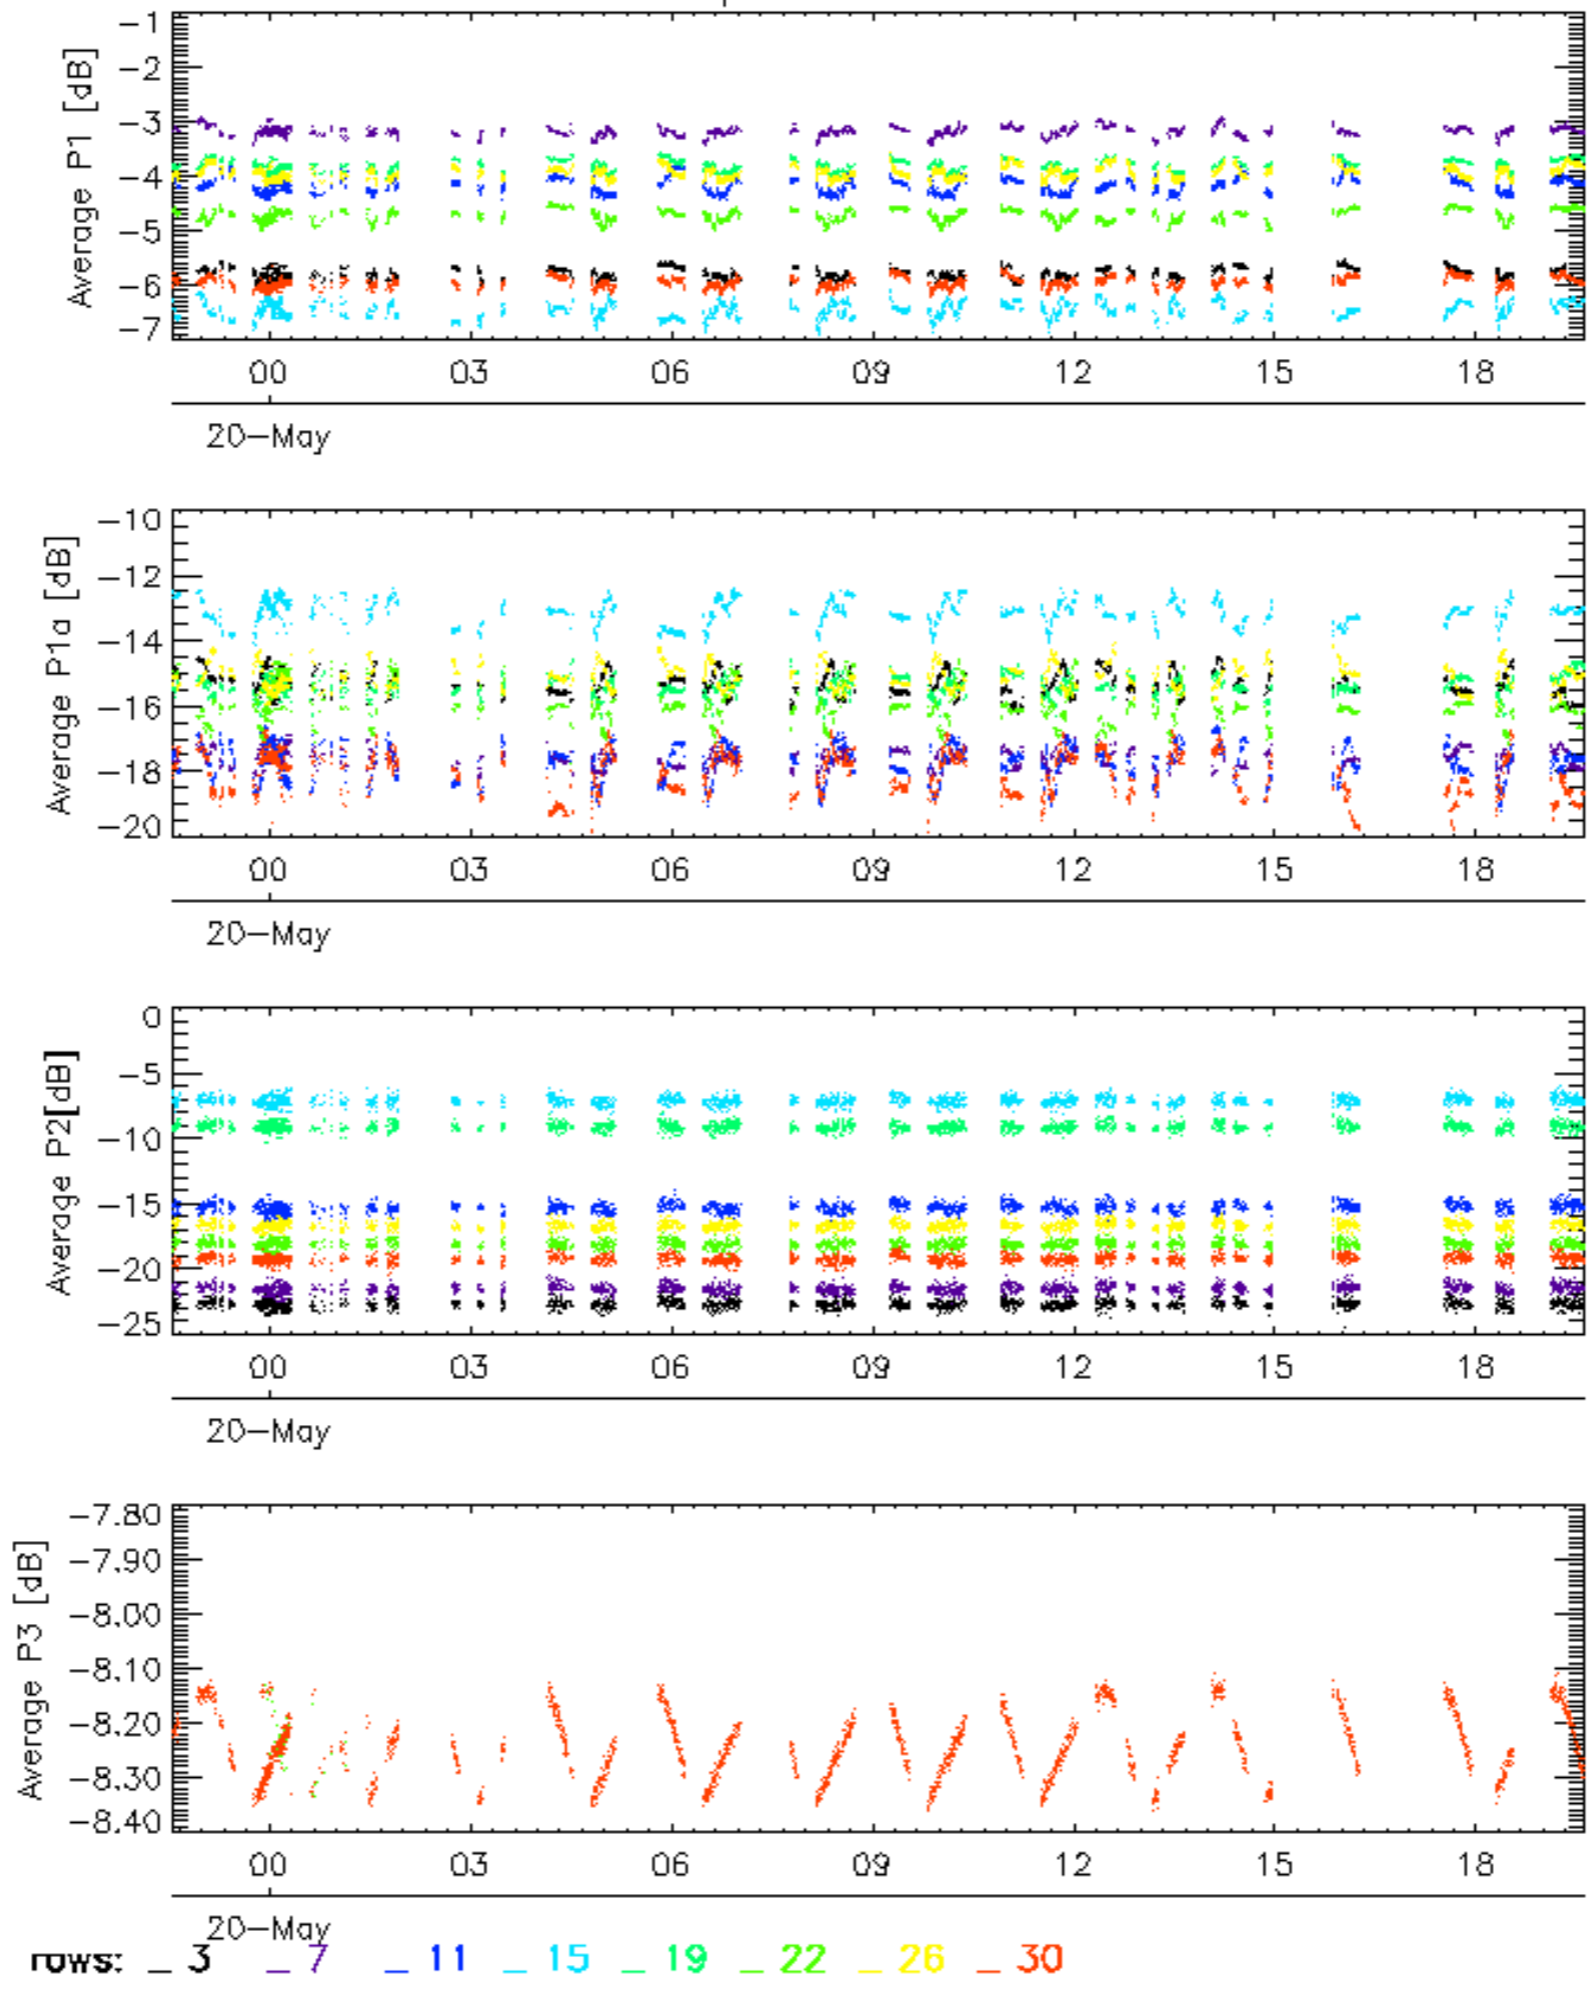 Average P1 [dB]
-1
-2
-3
-4
-5
-6
-7
00 03 06 09 12 15 18
20-May
Average P1a [dB]
-10
-12
-14
-16
-18
-20
00 03 06 09 12 15 18
20-May
Average P2[dB]
0
-5
-10
-15
-20
-25
00 03 06 09 12 15 18
20-May
Average P3 [dB]
-7.80
-7.90
-8.00
-8.10
-8.20
-8.30
-8.40
00 03 06 09 12 15 18
20-May
rows: _ 3 _ 7 _ 11 _ 15 _ 19 _ 22 _ 26 _ 30